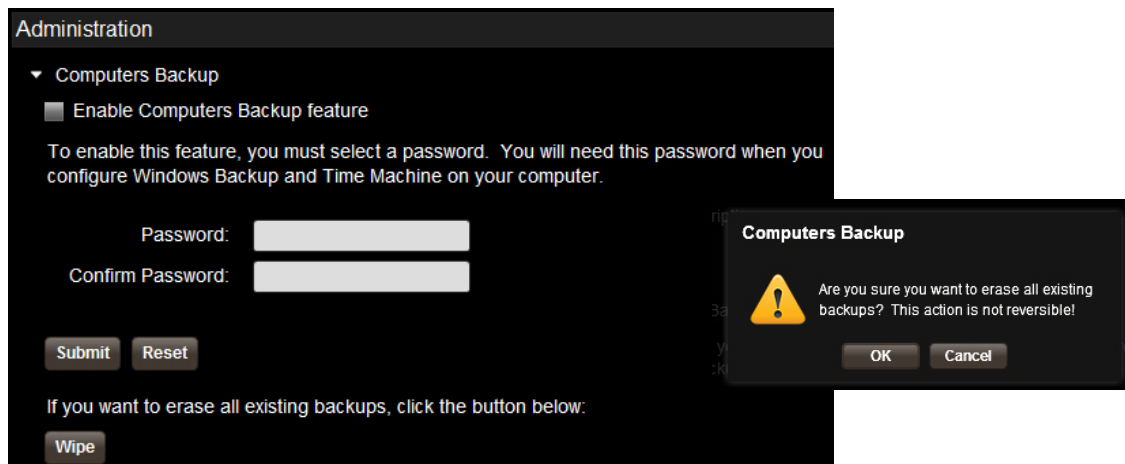 Administration
Computers Backup
Enable Computers Backup feature
To enable this feature, you must select a password. You will need this password when you
configure Windows Backup and Time Machine on your computer.
Password:
Confirm Password:
Submit Reset
If you want to erase all existing backups, click the button below:
Wipe
Computers Backup
Are you sure you want to erase all existing
backups? This action is not reversible!
OK Cancel